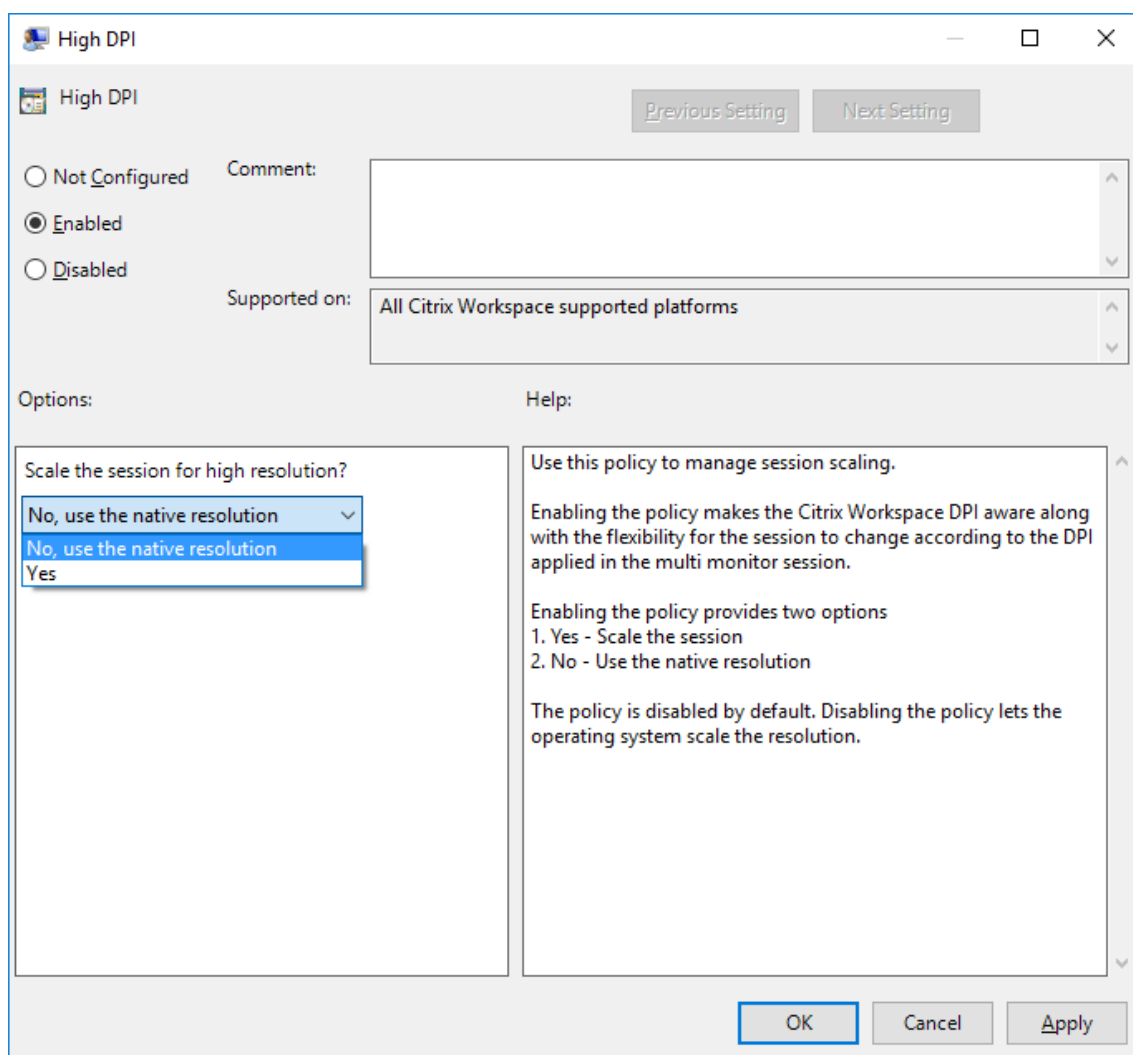 High DPI
High DPI
Previous Setting
Next Setting
Not Configured
Comment:
Enabled
Disabled
Supported on:
All Citrix Workspace supported platforms
Options:
Help:
Scale the session for high resolution?
No, use the native resolution
No, use the native resolution
Yes
Use this policy to manage session scaling.
Enabling the policy makes the Citrix Workspace DPI aware along
with the flexibility for the session to change according to the DPI
applied in the multi monitor session.
Enabling the policy provides two options
1. Yes - Scale the session
2. No - Use the native resolution
The policy is disabled by default. Disabling the policy lets the
operating system scale the resolution.
OK
Cancel
Apply